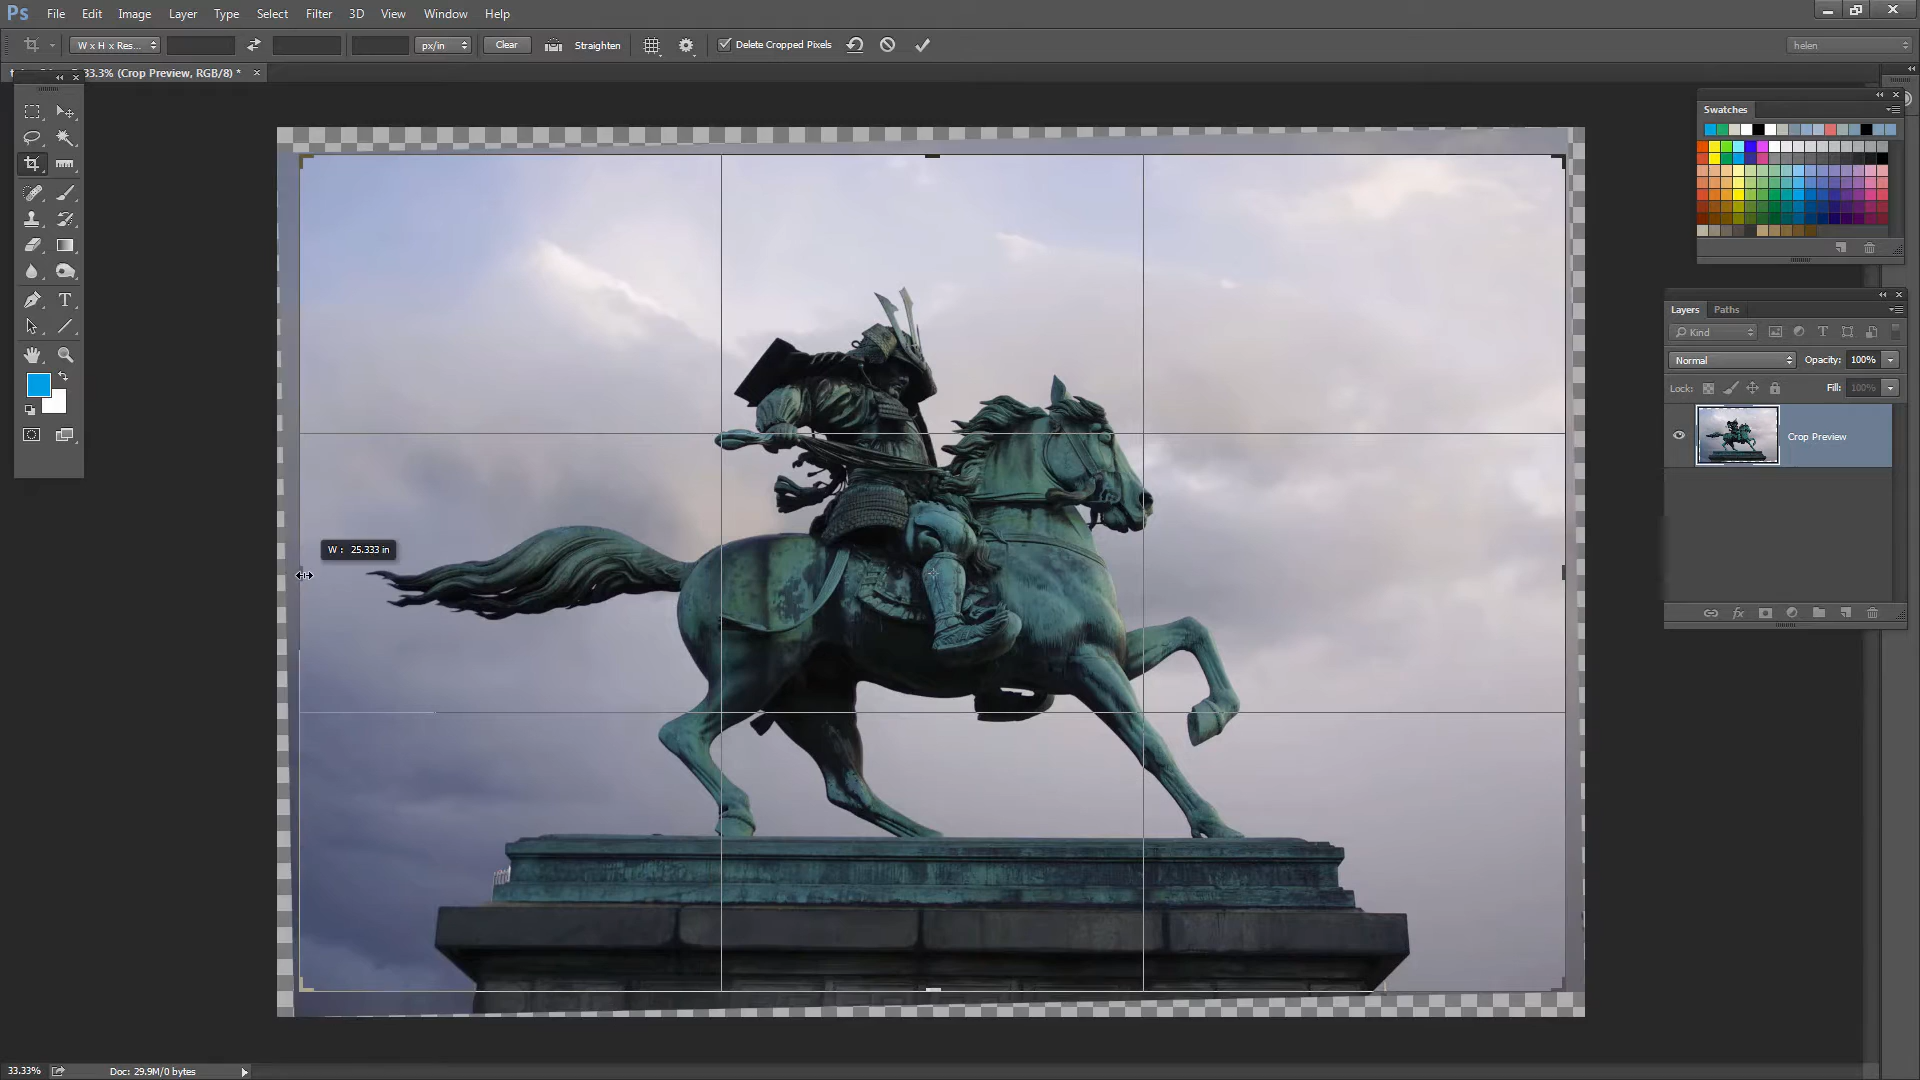 Ps File Edit Image Layer Type Select Filter 3D View Window Help
W x H x Res... px/in Clear Straighten Delete Cropped Pixels helen
33.3% (Crop Preview, RGB/8) *
Swatches
Layers Paths
Kind
Normal Opacity: 100%
Lock: Fill: 100%
Crop Preview
W : 25.333 in
33.33% Doc: 29.9M/0 bytes